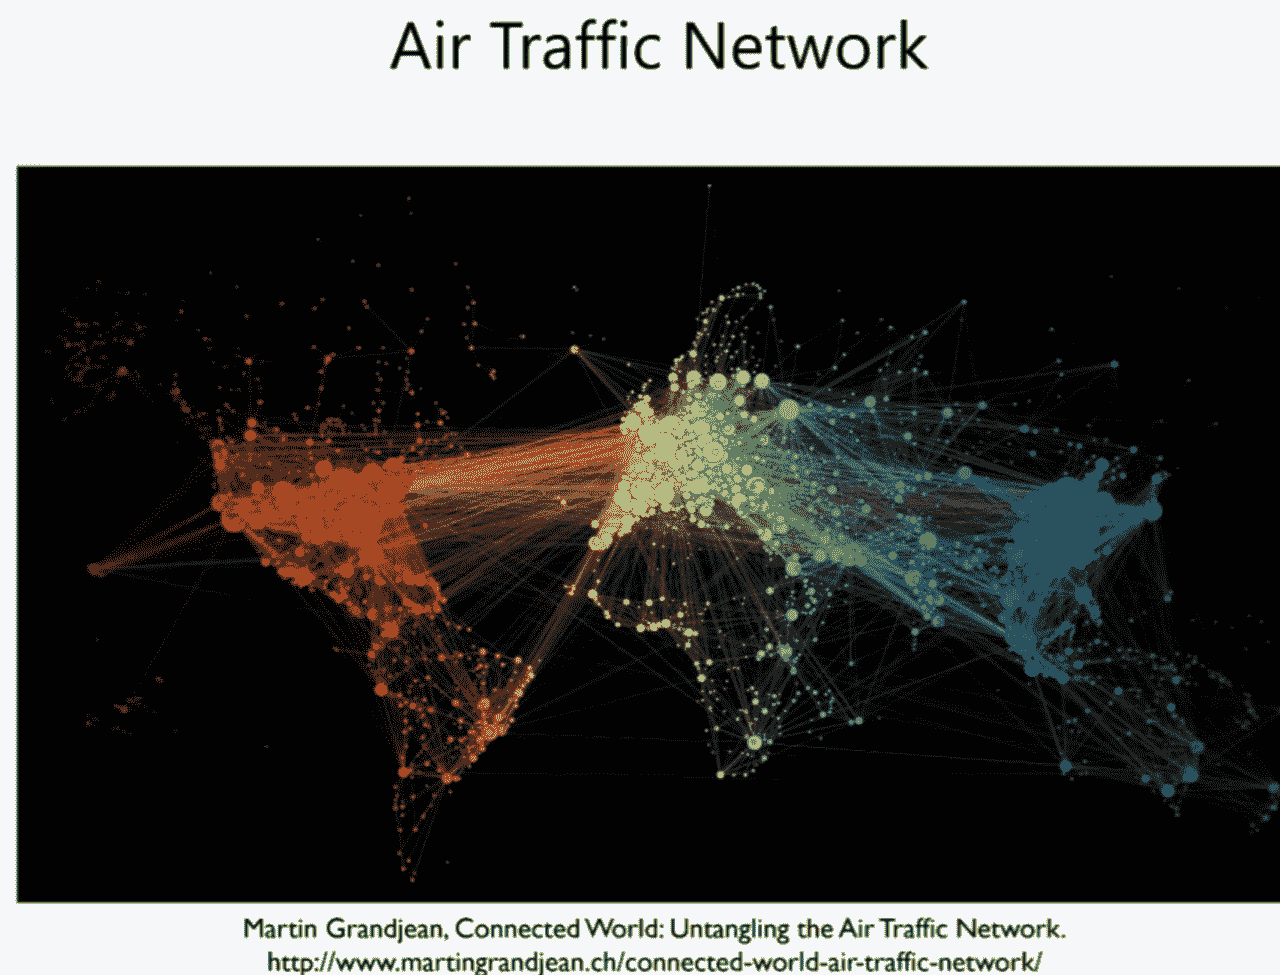 Air Traffic Network
Martin Grandjean, Connected World: Untangling the Air Traffic Network.
http://www.martingrandjean.ch/connected-world-air-traffic-network/